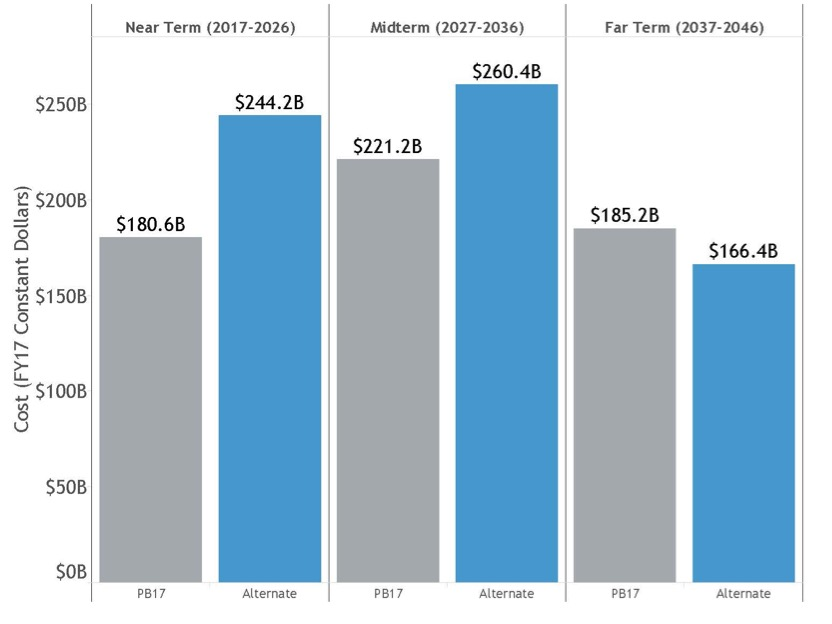 Near Term (2017-2026)
Midterm (2027-2036)
Far Term (2037-2046)
Cost (FY17 Constant Dollars)
$250B
$200B
$150B
$100B
$50B
$0B
$180.6B
$244.2B
$221.2B
$260.4B
$185.2B
$166.4B
PB17
Alternate
PB17
Alternate
PB17
Alternate